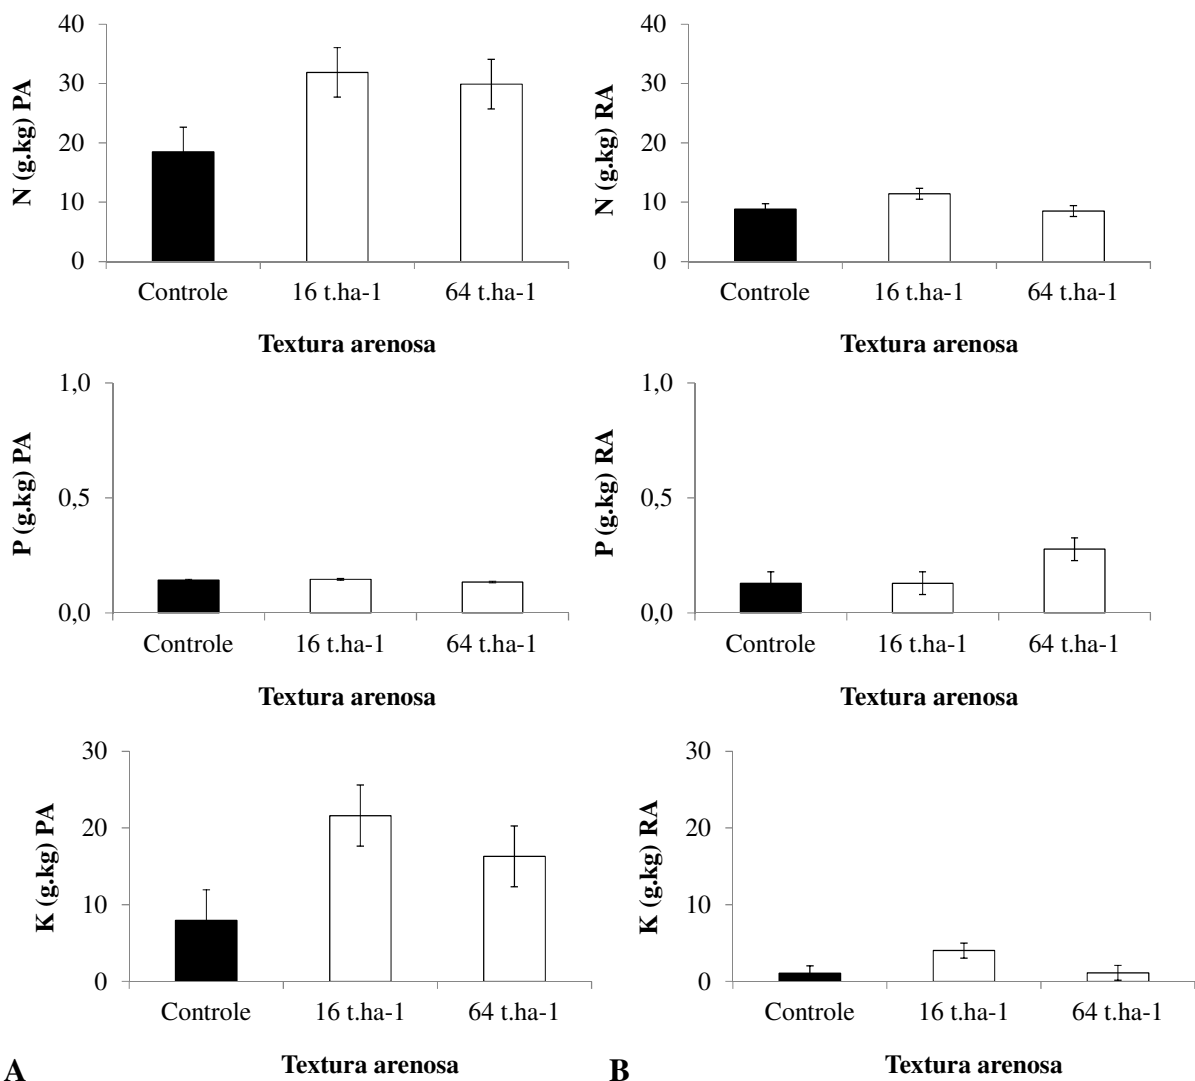 N (g.kg) PA
40
30
20
10
0
Controle 16 t.ha-1 64 t.ha-1
Textura arenosa
N (g.kg) RA
40
30
20
10
0
Controle 16 t.ha-1 64 t.ha-1
Textura arenosa
P (g.kg) PA
1,0
0,5
0,0
Controle 16 t.ha-1 64 t.ha-1
Textura arenosa
P (g.kg) RA
1,0
0,5
0,0
Controle 16 t.ha-1 64 t.ha-1
Textura arenosa
K (g.kg) PA
30
20
10
0
Controle 16 t.ha-1 64 t.ha-1
Textura arenosa
A
K (g.kg) RA
30
20
10
0
Controle 16 t.ha-1 64 t.ha-1
Textura arenosa
B